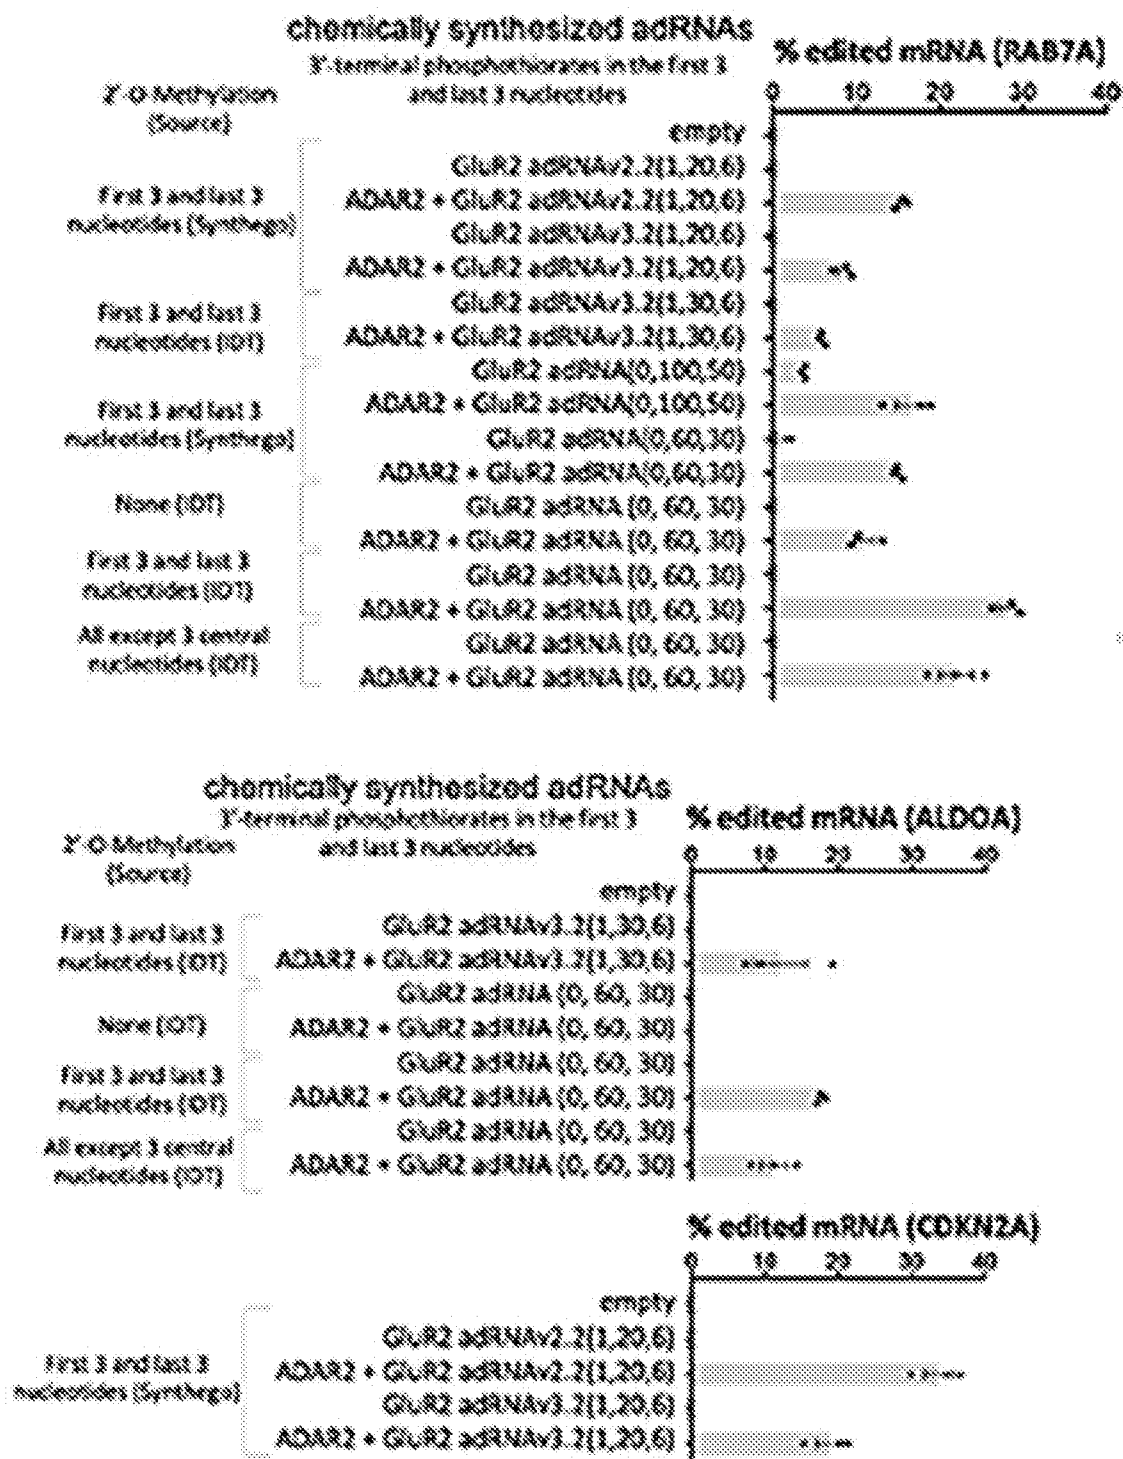 chemically synthesized adRNAs
3'-terminal phosphothiorates in the first 3
and last 3 nucleotides
% edited mRNA (RAB7A)
0 10 20 30 40
2'-O-Methylation
(Source)
empty
First 3 and last 3
nucleotides (Synthego)
GluR2 adRNAv2.2(1,20,6)
ADAR2 + GluR2 adRNAv2.2(1,20,6)
GluR2 adRNAv3.2(1,20,6)
ADAR2 + GluR2 adRNAv3.2(1,20,6)
First 3 and last 3
nucleotides (IDT)
GluR2 adRNAv3.2(1,30,6)
ADAR2 + GluR2 adRNAv3.2(1,30,6)
First 3 and last 3
nucleotides (Synthego)
GluR2 adRNA(0,100,50)
ADAR2 + GluR2 adRNA(0,100,50)
GluR2 adRNA(0,60,30)
ADAR2 + GluR2 adRNA(0,60,30)
None (IDT)
GluR2 adRNA (0, 60, 30)
ADAR2 + GluR2 adRNA (0, 60, 30)
First 3 and last 3
nucleotides (IDT)
GluR2 adRNA (0, 60, 30)
ADAR2 + GluR2 adRNA (0, 60, 30)
All except 3 central
nucleotides (IDT)
GluR2 adRNA (0, 60, 30)
ADAR2 + GluR2 adRNA (0, 60, 30)
chemically synthesized adRNAs
3'-terminal phosphothiorates in the first 3
and last 3 nucleotides
% edited mRNA (ALDOA)
0 10 20 30 40
2'-O-Methylation
(Source)
empty
First 3 and last 3
nucleotides (IDT)
GluR2 adRNAv3.2(1,30,6)
ADAR2 + GluR2 adRNAv3.2(1,30,6)
None (IDT)
GluR2 adRNA (0, 60, 30)
ADAR2 + GluR2 adRNA (0, 60, 30)
First 3 and last 3
nucleotides (IDT)
GluR2 adRNA (0, 60, 30)
ADAR2 + GluR2 adRNA (0, 60, 30)
All except 3 central
nucleotides (IDT)
GluR2 adRNA (0, 60, 30)
ADAR2 + GluR2 adRNA (0, 60, 30)
% edited mRNA (CDKN2A)
0 10 20 30 40
empty
First 3 and last 3
nucleotides (Synthego)
GluR2 adRNAv2.2(1,20,6)
ADAR2 + GluR2 adRNAv2.2(1,20,6)
GluR2 adRNAv3.2(1,20,6)
ADAR2 + GluR2 adRNAv3.2(1,20,6)